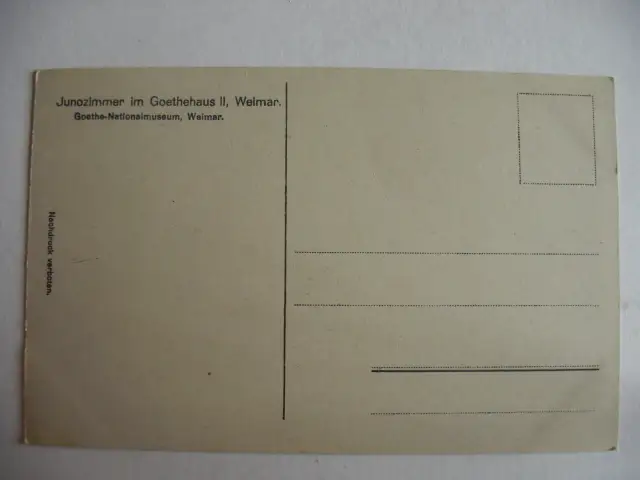 Junozimmer im Goethehaus II, Weimar.
Goethe-Nationalmuseum, Weimar.
Nachdruck verboten.